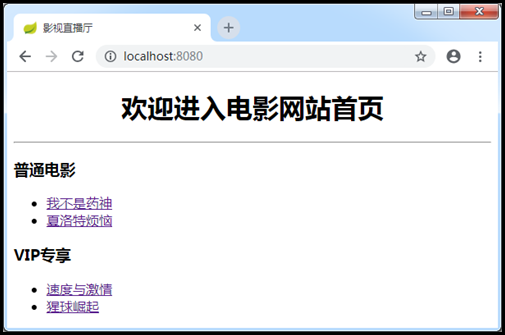 影视直播厅
localhost:8080
欢迎进入电影网站首页
普通电影
我不是药神
夏洛特烦恼
VIP专享
速度与激情
猩球崛起